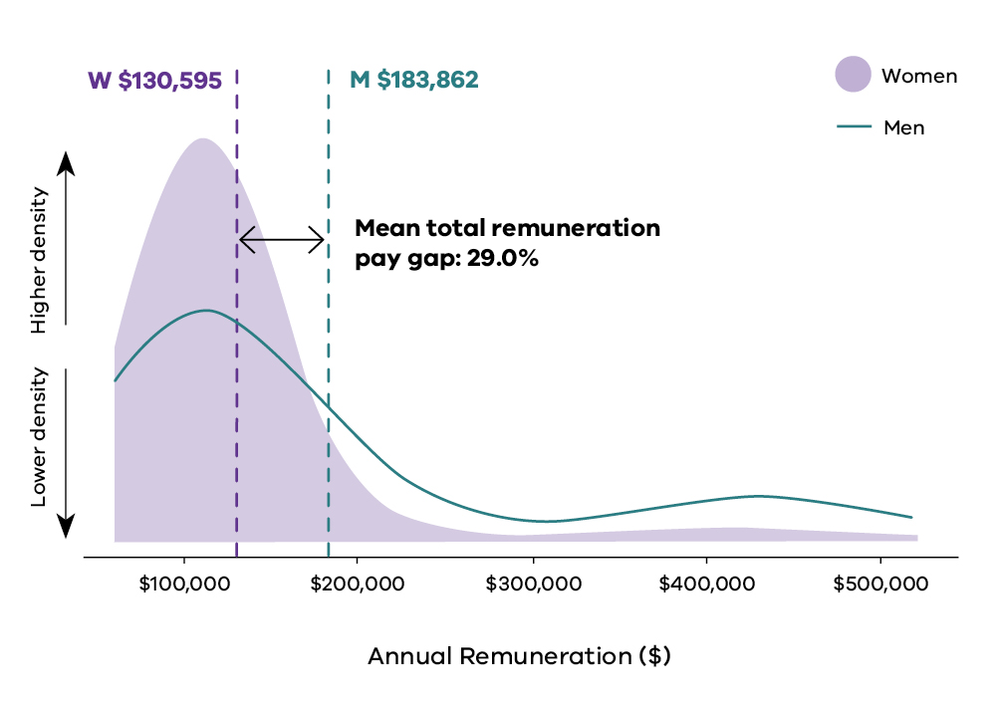 W $130,595
M $183,862
Women
Men
Higher density
Lower density
Mean total remuneration
pay gap: 29.0%
$100,000
$200,000
$300,000
$400,000
$500,000
Annual Remuneration ($)